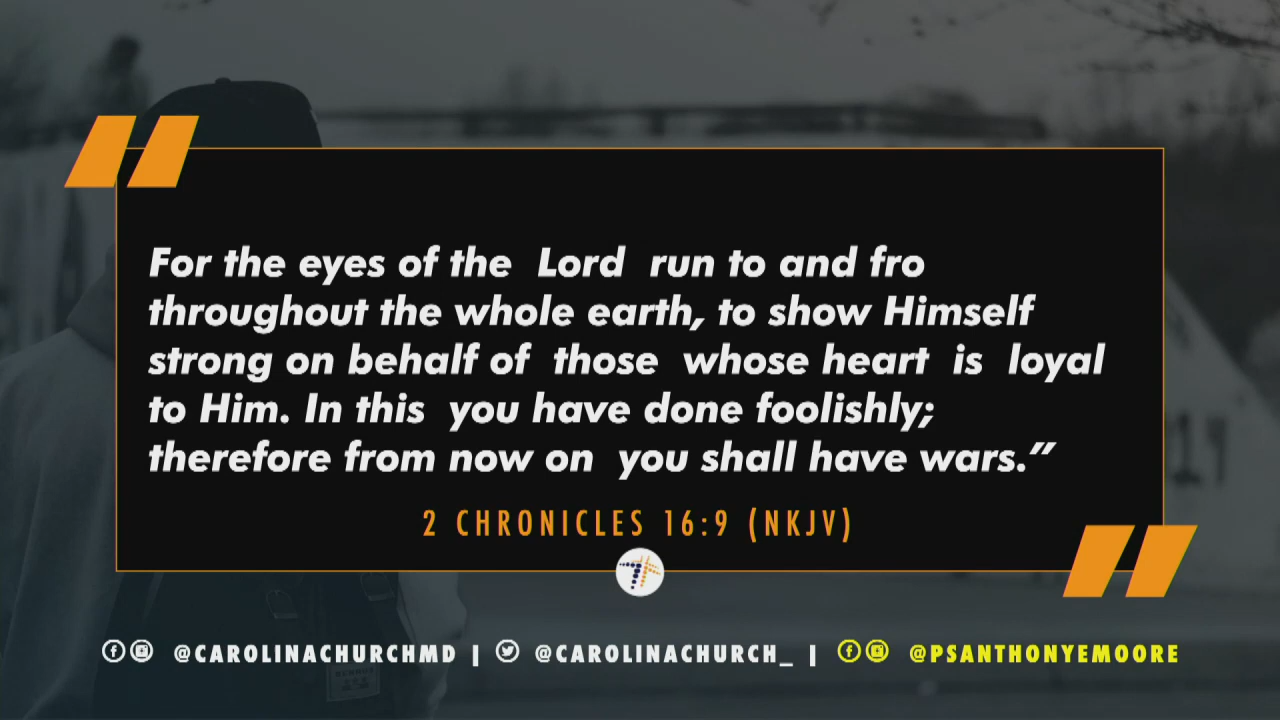 For the eyes of the Lord run to and fro
throughout the whole earth, to show Himself
strong on behalf of those whose heart is loyal
to Him. In this you have done foolishly;
therefore from now on you shall have wars.”
2 CHRONICLES 16:9 (NKJV)
@CAROLINACHURCHMD | @CAROLINACHURCH_ | @PSANTHONYEMOORE